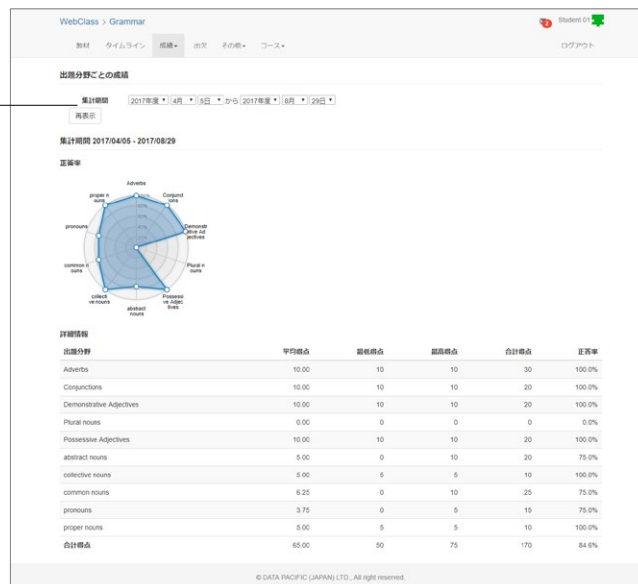 WebClass > Grammar
2 Student 01
教材 タイムライン 成績▾ 出欠 その他▾ コース▾ ログアウト
出題分野ごとの成績
集計期間 2017年度 ▼ 4月 ▼ 5日 ▼ から 2017年度 ▼ 8月 ▼ 29日 ▼
再表示
集計期間 2017/04/05 - 2017/08/29
正答率
Adverbs
proper n
ouns
Conjunct
ions
pronouns
Demonstr
ative Ad
jectives
common n
ouns
Plural n
ouns
collecti
ve nouns
abstract
nouns
Possessi
ve Adjec
tives
詳細情報
出題分野 平均得点 最低得点 最高得点 合計得点 正答率
Adverbs 10.00 10 10 30 100.0%
Conjunctions 10.00 10 10 20 100.0%
Demonstrative Adjectives 10.00 10 10 20 100.0%
Plural nouns 0.00 0 0 0 0.0%
Possessive Adjectives 10.00 10 10 20 100.0%
abstract nouns 5.00 0 10 20 75.0%
collective nouns 5.00 5 5 10 100.0%
common nouns 6.25 0 10 25 75.0%
pronouns 3.75 0 5 15 75.0%
proper nouns 5.00 5 5 10 100.0%
合計得点 65.00 50 75 170 84.6%
© DATA PACIFIC (JAPAN) LTD., All right reserved.